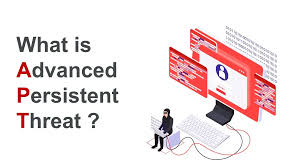 What is
Advanced
Persistent
Threat ?